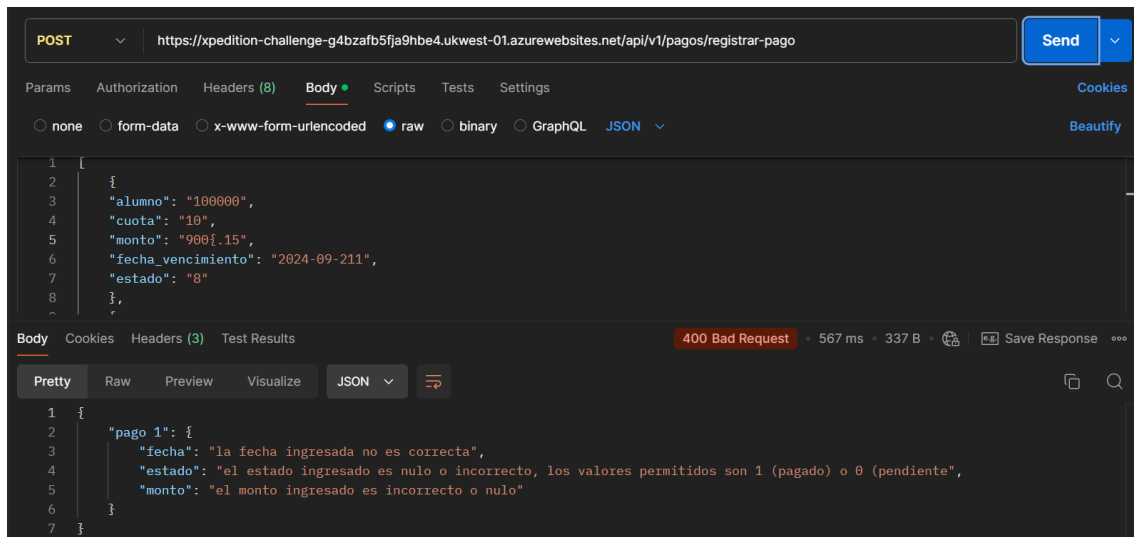 POST https://xpedition-challenge-g4bzafb5fja9hbe4.ukwest-01.azurewebsites.net/api/v1/pagos/registrar-pago Send
Params Authorization Headers (8) Body Scripts Tests Settings Cookies
none form-data x-www-form-urlencoded raw binary GraphQL JSON Beautify
1 [
2 {
3 "alumno": "100000",
4 "cuota": "10",
5 "monto": "900{.15",
6 "fecha_vencimiento": "2024-09-211",
7 "estado": "8"
8 },
Body Cookies Headers (3) Test Results 400 Bad Request 567 ms 337 B e.g. Save Response
Pretty Raw Preview Visualize JSON
1 {
2 "pago 1": {
3 "fecha": "la fecha ingresada no es correcta",
4 "estado": "el estado ingresado es nulo o incorrecto, los valores permitidos son 1 (pagado) o 0 (pendiente",
5 "monto": "el monto ingresado es incorrecto o nulo"
6 }
7 }